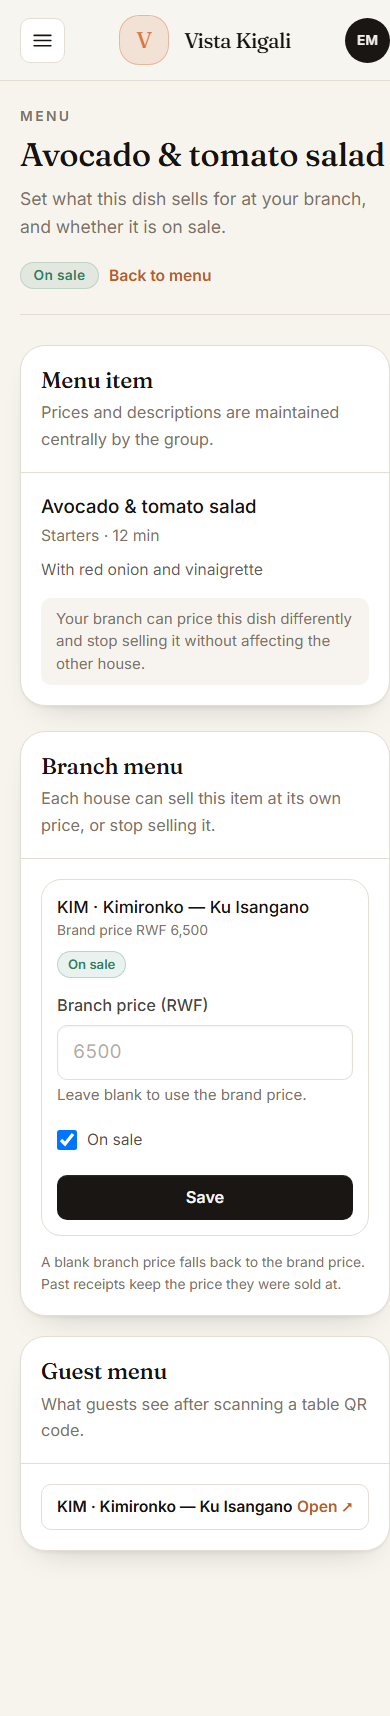 V
Vista Kigali
EM
MENU
Avocado & tomato salad
Set what this dish sells for at your branch,
and whether it is on sale.
On sale Back to menu
Menu item
Prices and descriptions are maintained
centrally by the group.
Avocado & tomato salad
Starters · 12 min
With red onion and vinaigrette
Your branch can price this dish differently
and stop selling it without affecting the
other house.
Branch menu
Each house can sell this item at its own
price, or stop selling it.
KIM · Kimironko — Ku Isangano
Brand price RWF 6,500
On sale
Branch price (RWF)
6500
Leave blank to use the brand price.
On sale
Save
A blank branch price falls back to the brand price.
Past receipts keep the price they were sold at.
Guest menu
What guests see after scanning a table QR
code.
KIM · Kimironko — Ku Isangano Open ↗